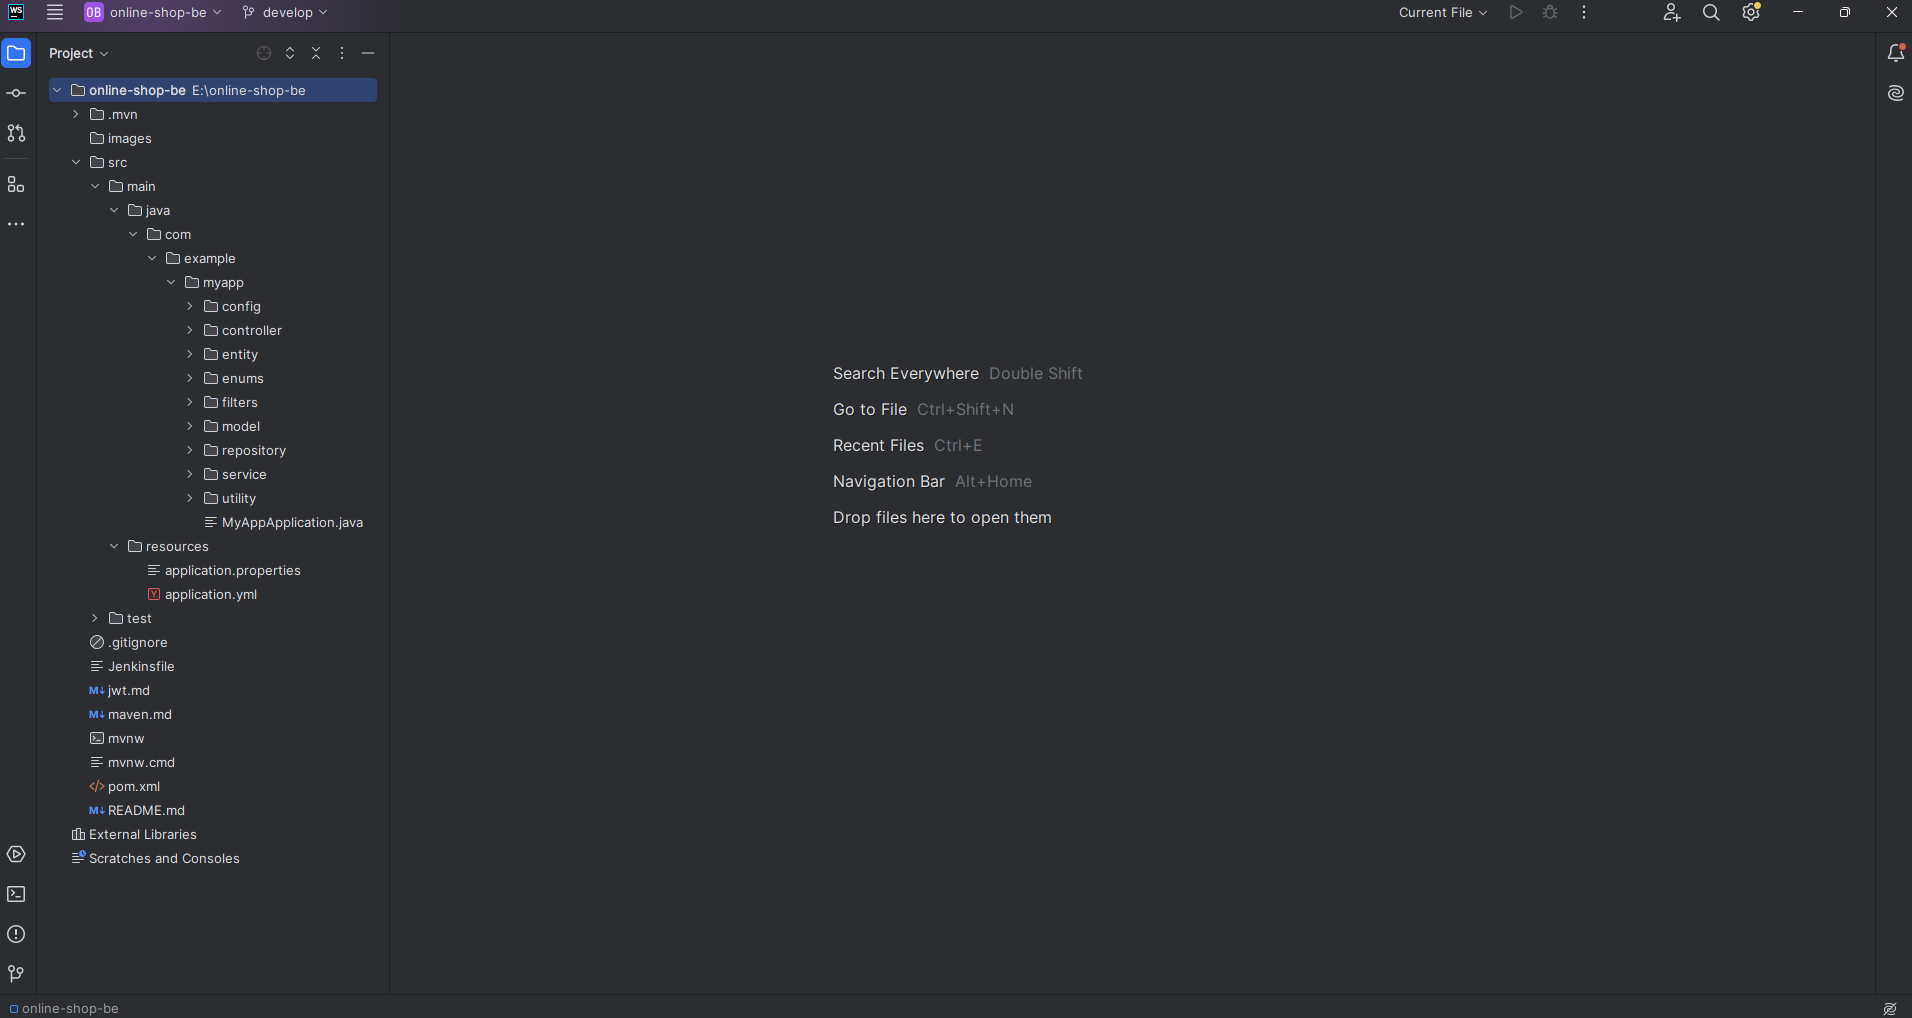 WS
OB online-shop-be develop Current File
Project
online-shop-be E:\online-shop-be
.mvn
images
src
main
java
com
example
myapp
config
controller
entity
enums
filters
model
repository
service
utility
MyAppApplication.java
resources
application.properties
Y application.yml
test
.gitignore
Jenkinsfile
M↓ jwt.md
M↓ maven.md
mvnw
mvnw.cmd
</> pom.xml
M↓ README.md
External Libraries
Scratches and Consoles
Search Everywhere Double Shift
Go to File Ctrl+Shift+N
Recent Files Ctrl+E
Navigation Bar Alt+Home
Drop files here to open them
online-shop-be